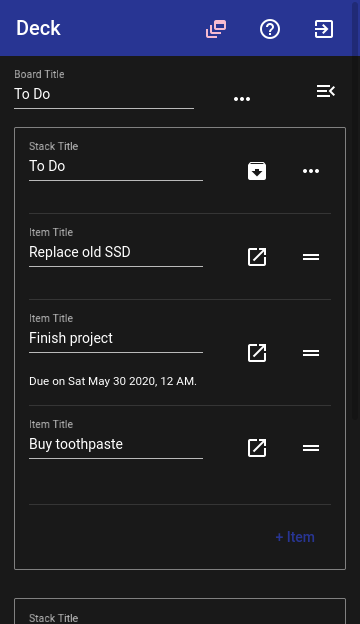 Deck
Board Title
To Do
Stack Title
To Do
Item Title
Replace old SSD
Item Title
Finish project
Due on Sat May 30 2020, 12 AM.
Item Title
Buy toothpaste
+ Item
Stack Title